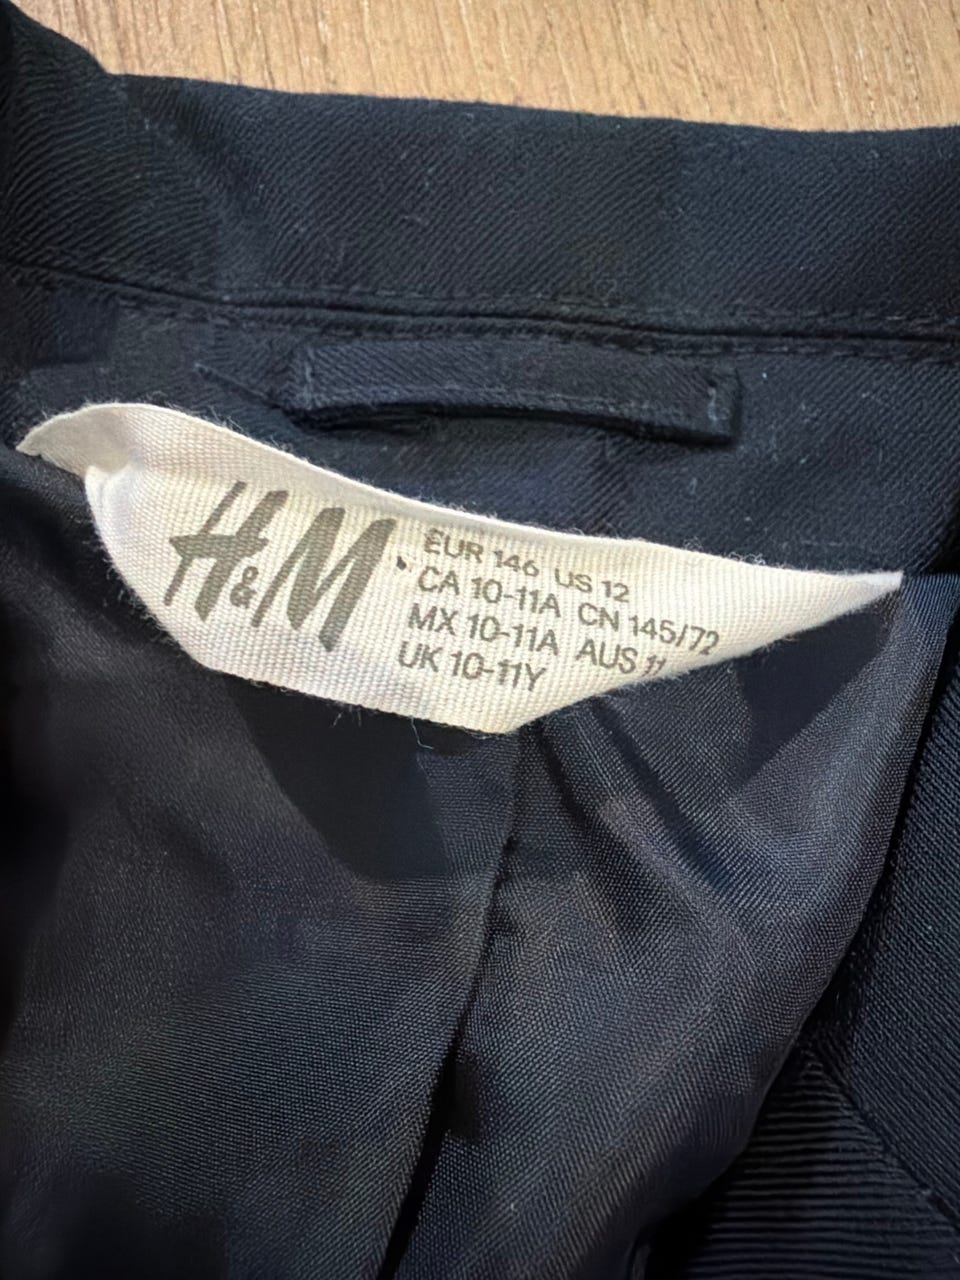 H&M
EUR 146 US 12
CA 10-11A CN 145/72
MX 10-11A AUS 11
UK 10-11Y